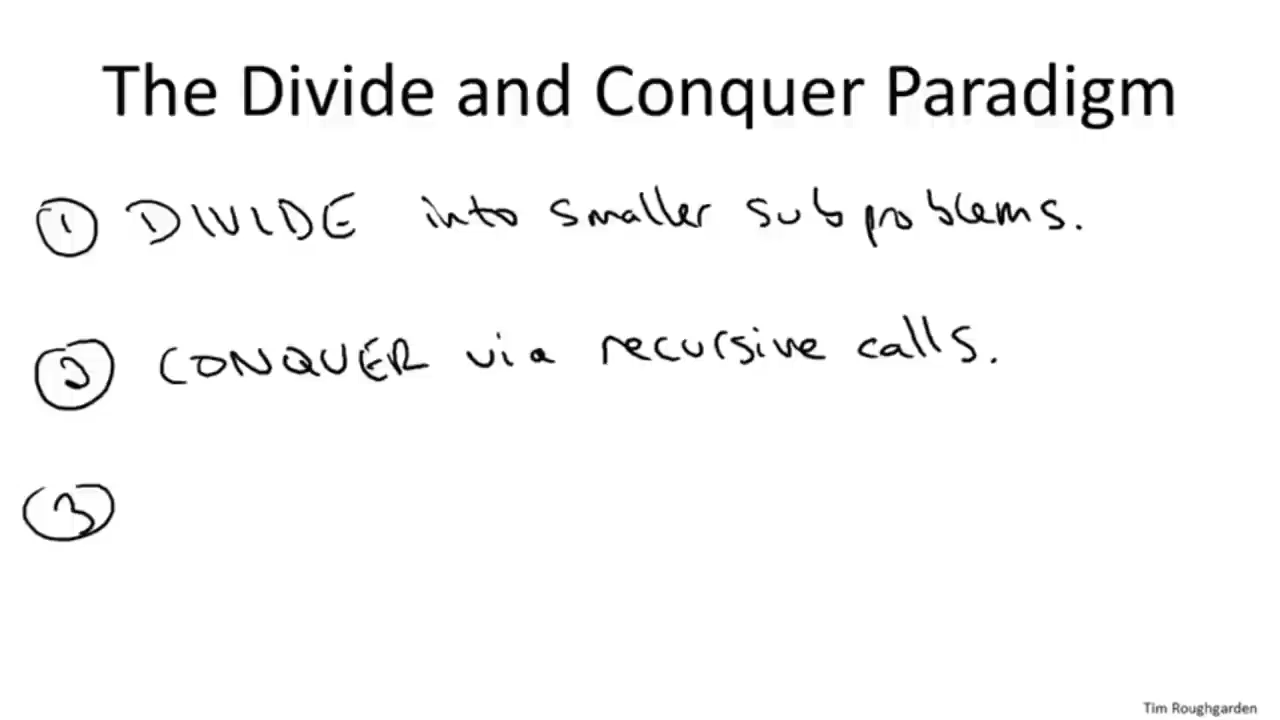 The Divide and Conquer Paradigm
① DIVIDE into smaller subproblems.
② CONQUER via recursive calls.
③
Tim Roughgarden